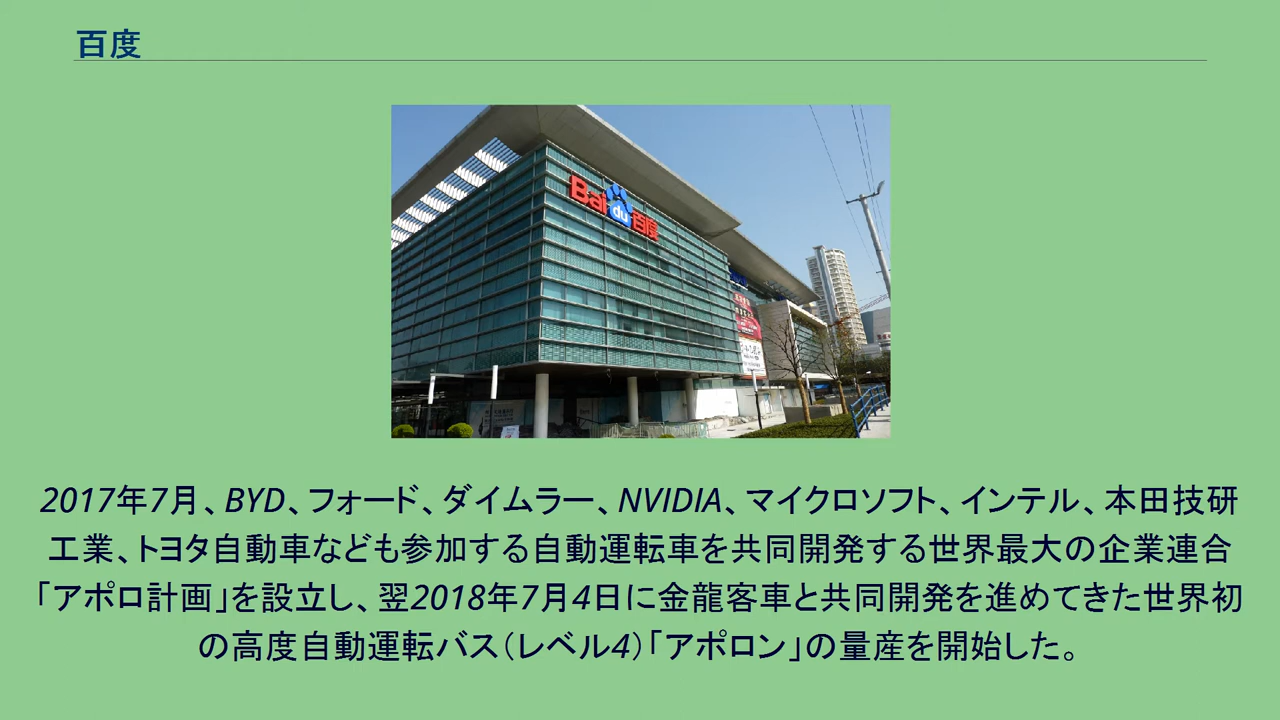 百度
Baidu百度
2017年7月、BYD、フォード、ダイムラー、NVIDIA、マイクロソフト、インテル、本田技研
工業、トヨタ自動車なども参加する自動運転車を共同開発する世界最大の企業連合
「アポロ計画」を設立し、翌2018年7月4日に金龍客車と共同開発を進めてきた世界初
の高度自動運転バス（レベル4）「アポロン」の量産を開始した。